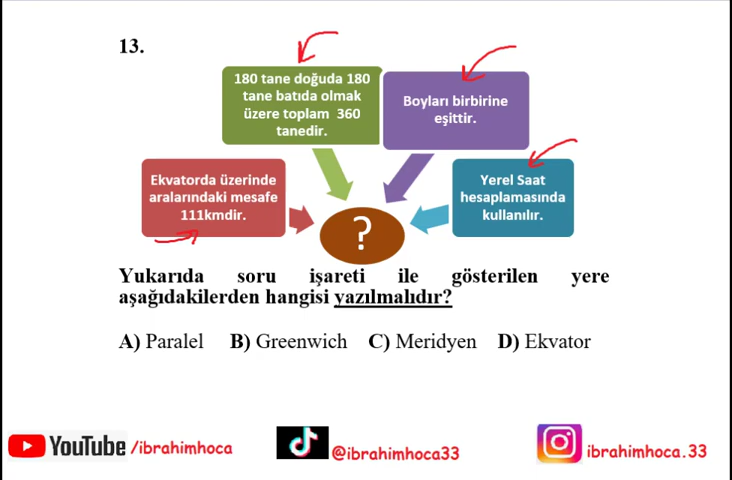 13.
180 tane doğuda 180
tane batıda olmak
üzere toplam 360
tanedir.
Boyları birbirine
eşittir.
Ekvatorda üzerinde
aralarındaki mesafe
111kmdir.
Yerel Saat
hesaplamasında
kullanılır.
?
Yukarıda soru işareti ile gösterilen yere
aşağıdakilerden hangisi yazılmalıdır?
A) Paralel B) Greenwich C) Meridyen D) Ekvator
YouTube /ibrahimhoca
@ibrahimhoca33
ibrahimhoca.33